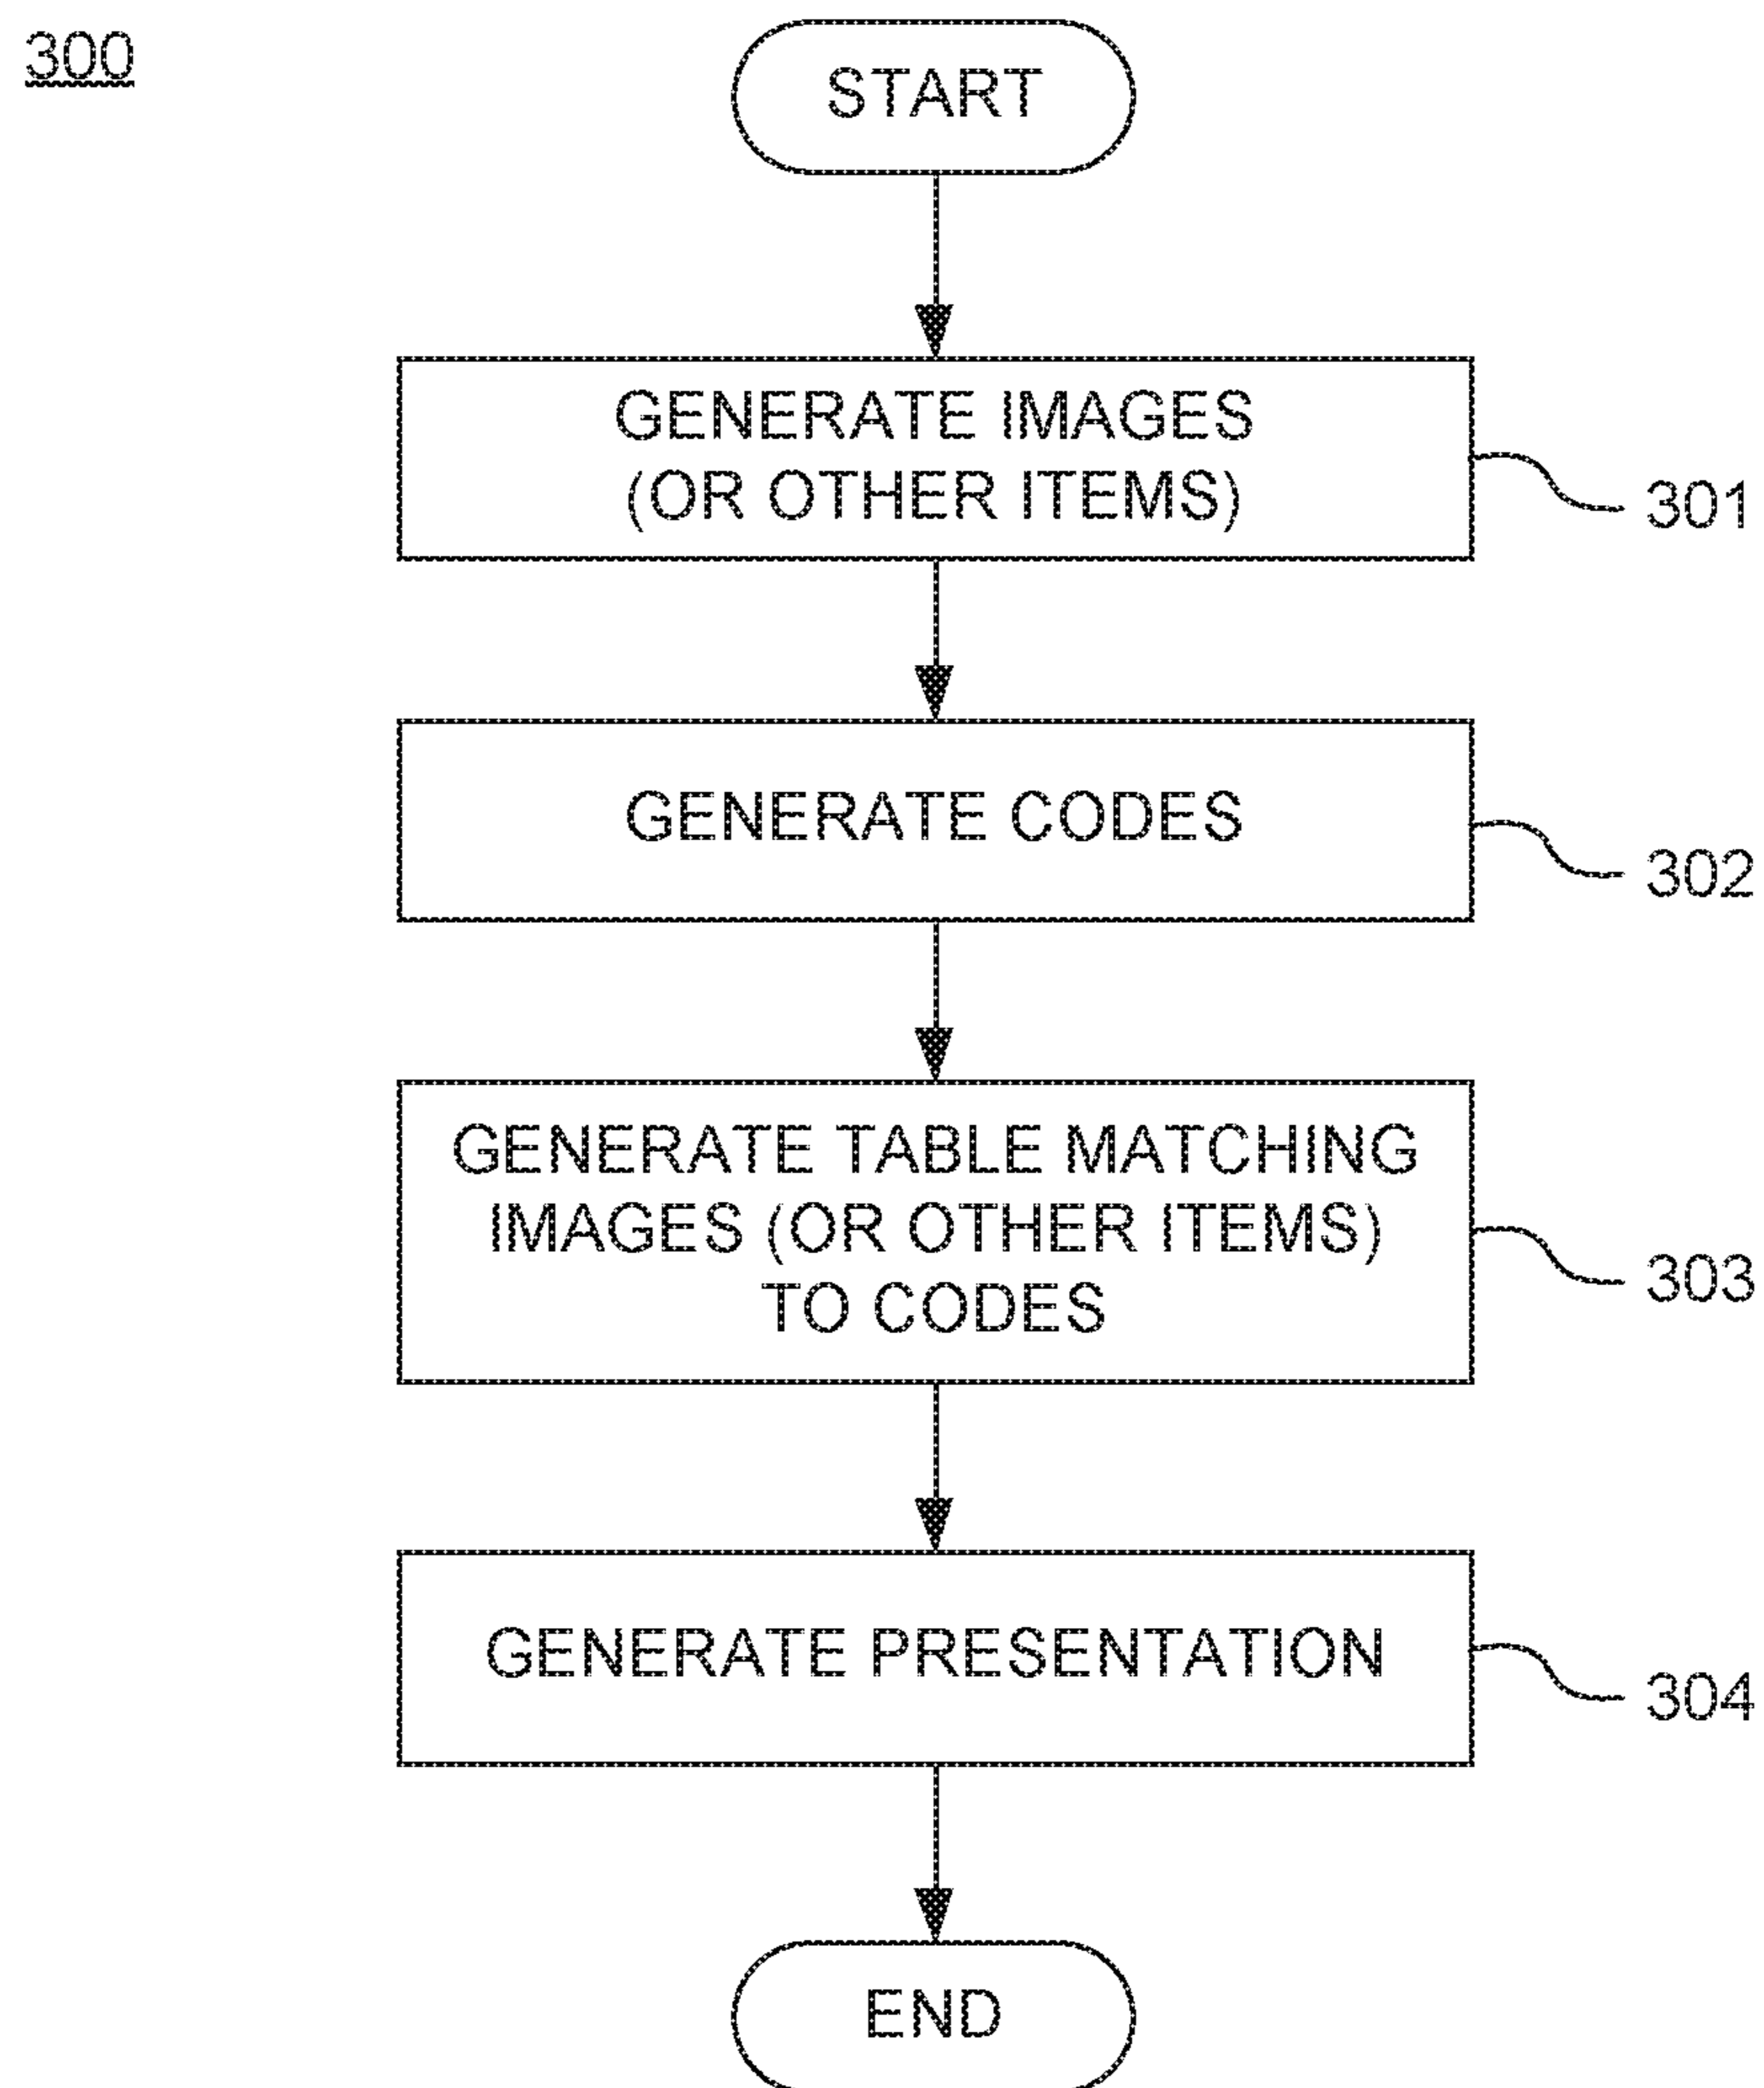 300
START
GENERATE IMAGES
(OR OTHER ITEMS)
301
GENERATE CODES
302
GENERATE TABLE MATCHING
IMAGES (OR OTHER ITEMS)
TO CODES
303
GENERATE PRESENTATION
304
END